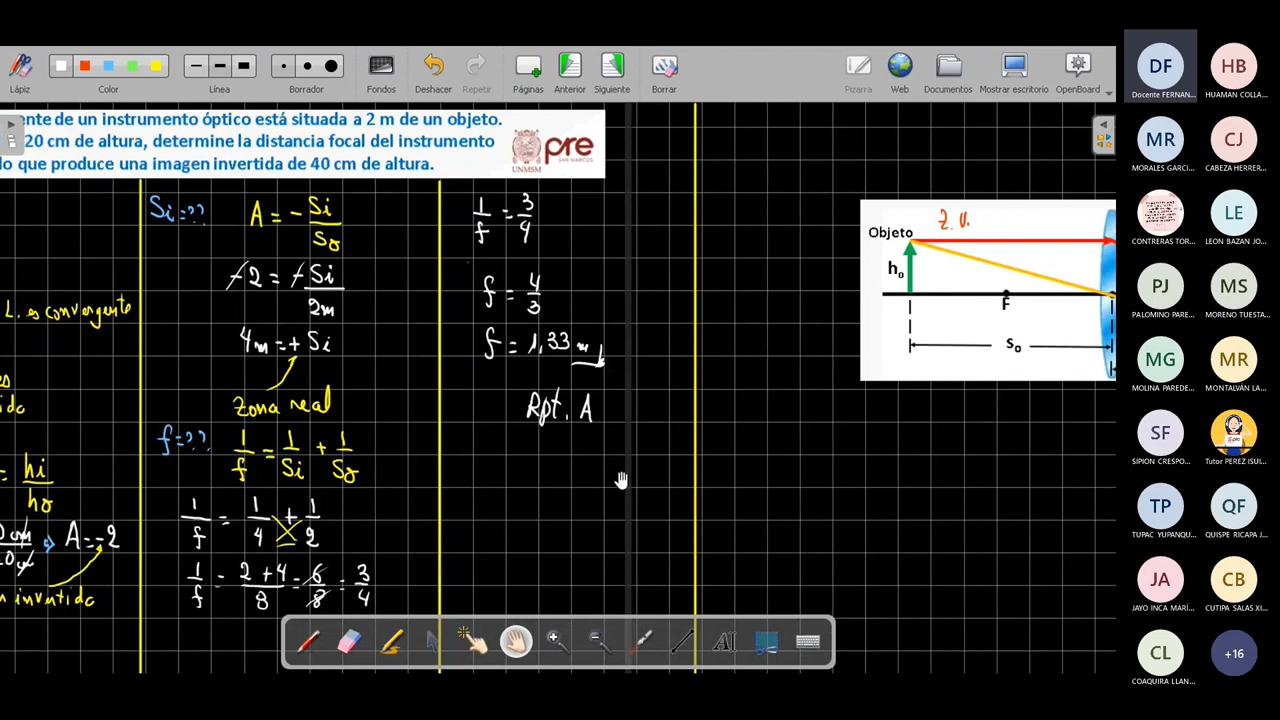 Lápiz
Color
Línea
Borrador
Fondos
Deshacer
Repetir
Páginas
Anterior
Siguiente
Borrar
Pizarra
Web
Documentos
Mostrar escritorio
OpenBoard
ente de un instrumento óptico está situada a 2 m de un objeto.
20 cm de altura, determine la distancia focal del instrumento
lo que produce una imagen invertida de 40 cm de altura.
pre
SAN MARCOS
UNMSM
L. es convergente
= hi/ho
A=-2
invertida
Si=??
A = - Si/So
-2 = - Si/2m
4m = + Si
Zona real
f=??
1/f = 1/Si + 1/So
1/f = 1/4 + 1/2
1/f = 2+4/8 = 6/8 = 3/4
1/f = 3/4
f = 4/3
f = 1,33 m
Rpt. A
Z.V.
Objeto
ho
F
So
DF
Docente FERNAN...
HB
HUAMAN COLLA...
MR
MORALES GARCI...
CJ
CABEZA HERRER...
CONTRERAS TOR...
LE
LEON BAZAN JO...
PJ
PALOMINO PARE...
MS
MORENO TUESTA...
MG
MOLINA PAREDE...
MR
MONTALVÁN LA...
SF
SIPION CRESPO...
pre
Tutor PEREZ ISUI...
TP
TUPAC YUPANQU...
QF
QUISPE RICAPA J...
JA
JAYO INCA MARÍ...
CB
CUTIPA SALAS XI...
CL
COAQUIRA LLAN...
+16